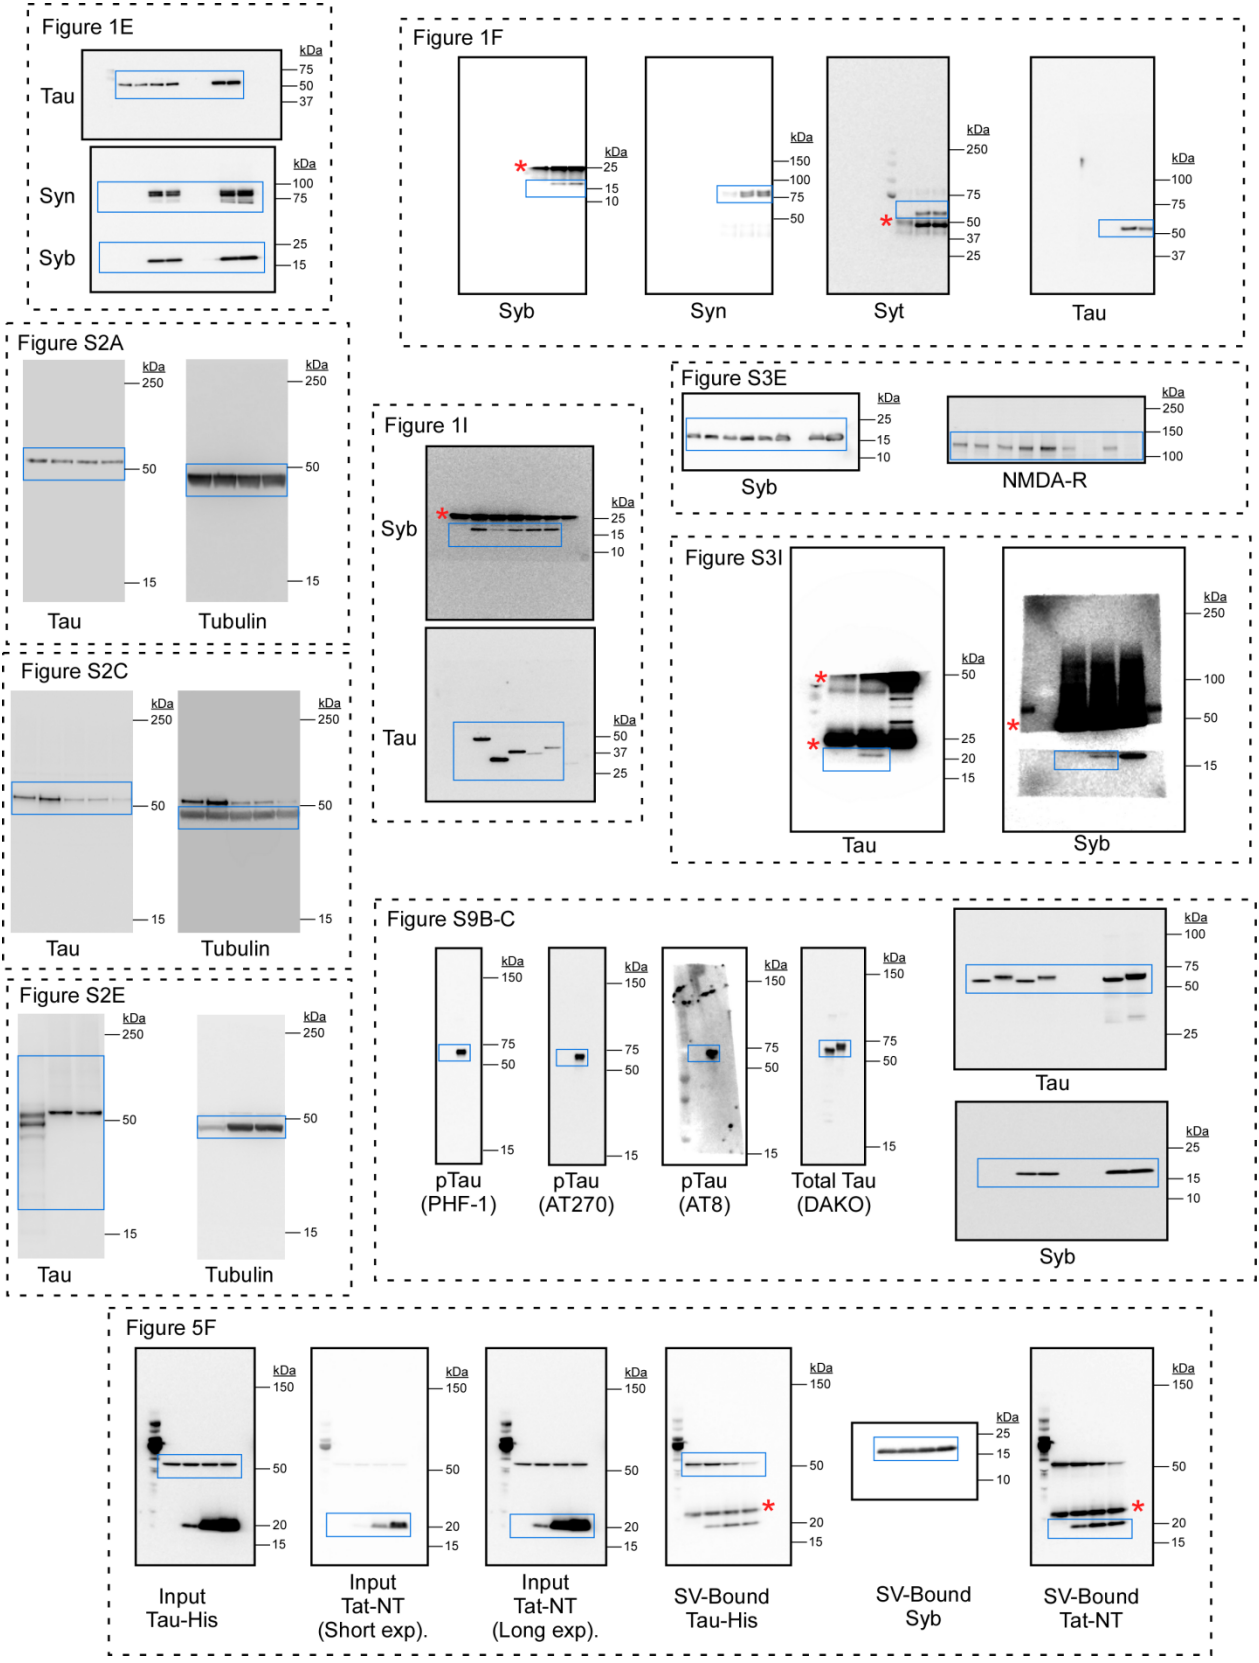 Figure 1E
kDa
75
50
37
Tau
kDa
100
75
Syn
25
15
Syb
Figure 1F
kDa
25
15
10
*
Syb
kDa
150
100
75
50
Syn
kDa
250
75
50
37
25
*
Syt
kDa
100
75
50
37
Tau
Figure S2A
kDa
250
50
15
Tau
kDa
250
50
15
Tubulin
Figure 1I
kDa
25
15
10
*
Syb
kDa
50
37
25
Tau
Figure S3E
kDa
25
15
10
Syb
kDa
250
150
100
NMDA-R
Figure S3I
kDa
50
25
20
15
*
*
Tau
kDa
250
100
50
15
*
Syb
Figure S2C
kDa
250
50
15
Tau
kDa
250
50
15
Tubulin
Figure S2E
kDa
250
50
15
Tau
kDa
250
50
15
Tubulin
Figure S9B-C
kDa
150
75
50
15
pTau
(PHF-1)
kDa
150
75
50
15
pTau
(AT270)
kDa
150
75
50
15
pTau
(AT8)
kDa
150
75
50
15
Total Tau
(DAKO)
kDa
100
75
50
25
Tau
kDa
25
15
10
Syb
Figure 5F
kDa
150
50
20
15
Input
Tau-His
kDa
150
50
20
15
Input
Tat-NT
(Short exp).
kDa
150
50
20
15
Input
Tat-NT
(Long exp).
kDa
150
50
*
20
15
SV-Bound
Tau-His
kDa
25
15
10
SV-Bound
Syb
kDa
150
50
*
20
15
SV-Bound
Tat-NT